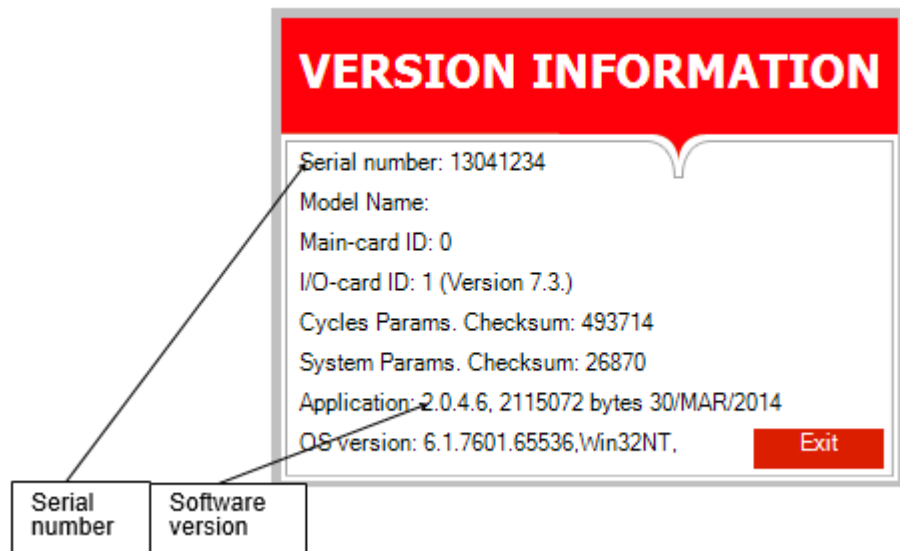 VERSION INFORMATION
Serial number: 13041234
Model Name:
Main-card ID: 0
I/O-card ID: 1 (Version 7.3.)
Cycles Params. Checksum: 493714
System Params. Checksum: 26870
Application: 2.0.4.6, 2115072 bytes 30/MAR/2014
OS version: 6.1.7601.65536,Win32NT,
Exit
Serial
number
Software
version